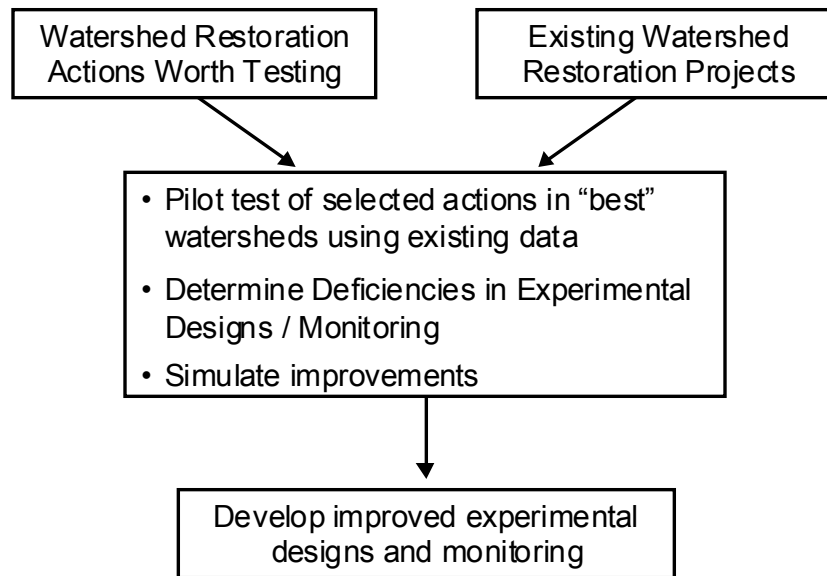 Watershed Restoration
Actions Worth Testing
Existing Watershed
Restoration Projects
• Pilot test of selected actions in “best”
watersheds using existing data
• Determine Deficiencies in Experimental
Designs / Monitoring
• Simulate improvements
Develop improved experimental
designs and monitoring